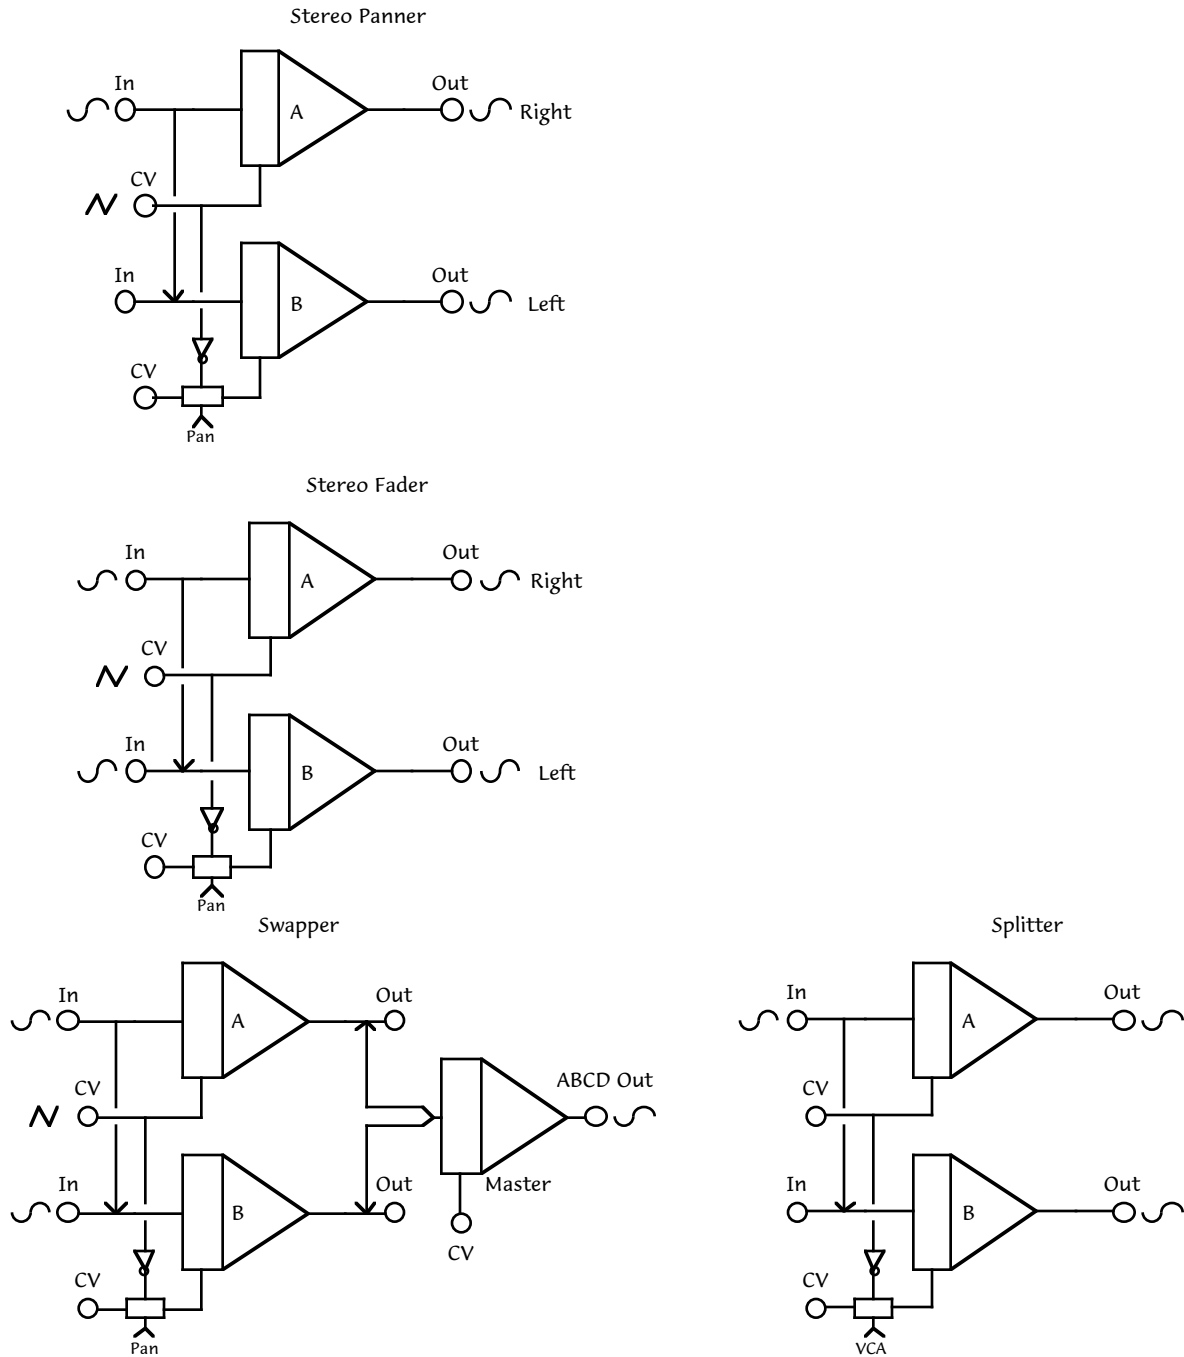 Stereo Panner
In Out
A Right
CV
In Out
B Left
CV
Pan
Stereo Fader
In Out
A Right
CV
In Out
B Left
CV
Pan
Swapper
In Out
A
CV ABCD Out
In Out Master
B
CV
CV
Pan
Splitter
In Out
A
CV
In Out
B
CV
VCA